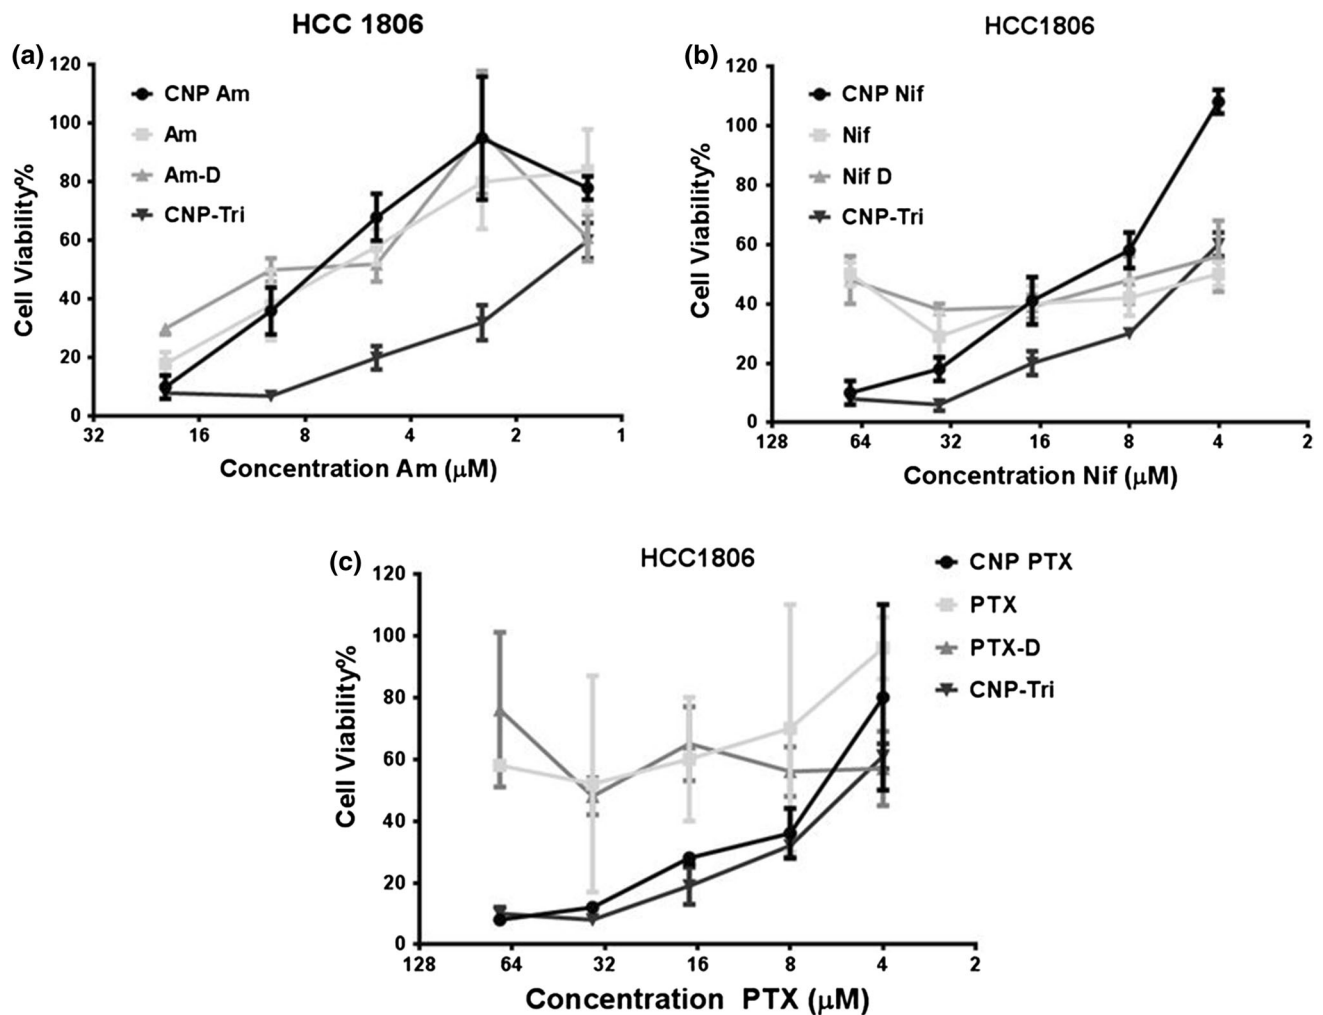 HCC 1806
(a)
120
100
80
60
40
20
0
Cell Viability%
CNP Am
Am
Am-D
CNP-Tri
32 16 8 4 2 1
Concentration Am (μM)
HCC1806
(b)
120
100
80
60
40
20
0
Cell Viability%
CNP Nif
Nif
Nif D
CNP-Tri
128 64 32 16 8 4 2
Concentration Nif (μM)
HCC1806
(c)
120
100
80
60
40
20
0
Cell Viability%
CNP PTX
PTX
PTX-D
CNP-Tri
128 64 32 16 8 4 2
Concentration PTX (μM)